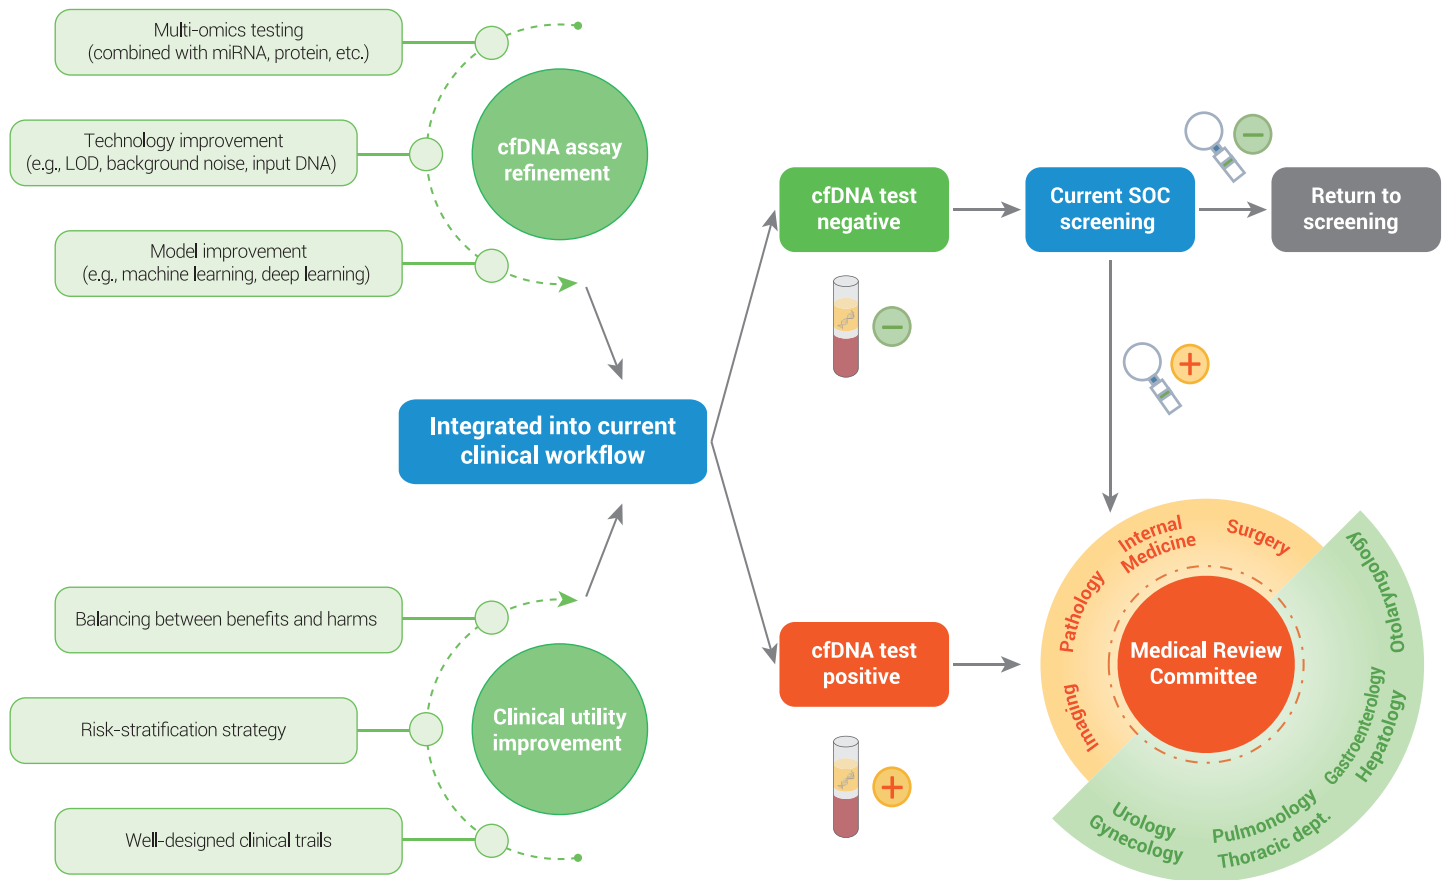 Multi-omics testing
(combined with miRNA, protein, etc.)
Technology improvement
(e.g., LOD, background noise, input DNA)
Model improvement
(e.g., machine learning, deep learning)
cfDNA assay
refinement
Integrated into current
clinical workflow
Balancing between benefits and harms
Risk-stratification strategy
Well-designed clinical trails
Clinical utility
improvement
cfDNA test
negative
Current SOC
screening
Return to
screening
cfDNA test
positive
Medical Review
Committee
Imaging
Pathology
Internal
Medicine
Surgery
Otolaryngology
Gastroenterology
Hepatology
Pulmonology
Thoracic dept.
Urology
Gynecology